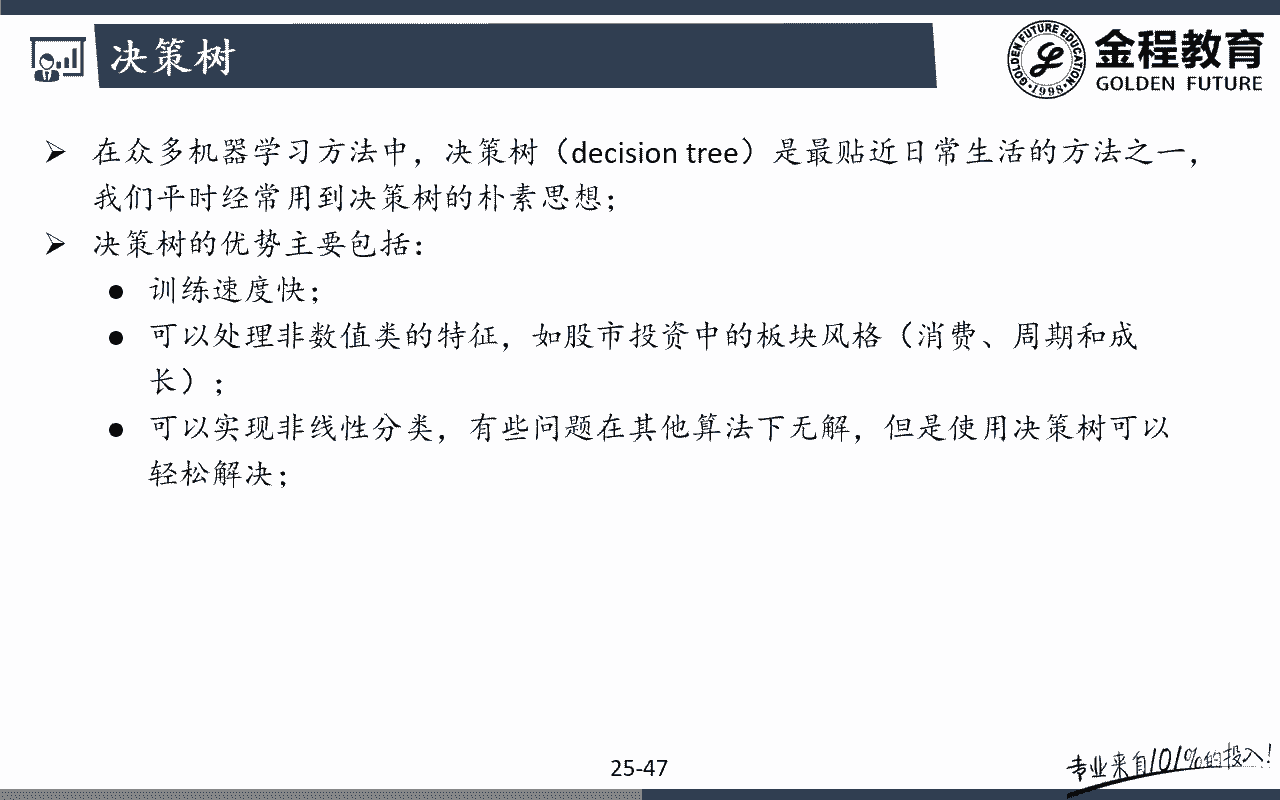 决策树
GOLDEN FUTURE EDUCATION
1998
金程教育
GOLDEN FUTURE
在众多机器学习方法中，决策树（decision tree）是最贴近日常生活的方法之一，
我们平时经常用到决策树的朴素思想；
决策树的优势主要包括：
训练速度快；
可以处理非数值类的特征，如股市投资中的板块风格（消费、周期和成
长）；
可以实现非线性分类，有些问题在其他算法下无解，但是使用决策树可以
轻松解决；
25-47
专业来自101%的投入!